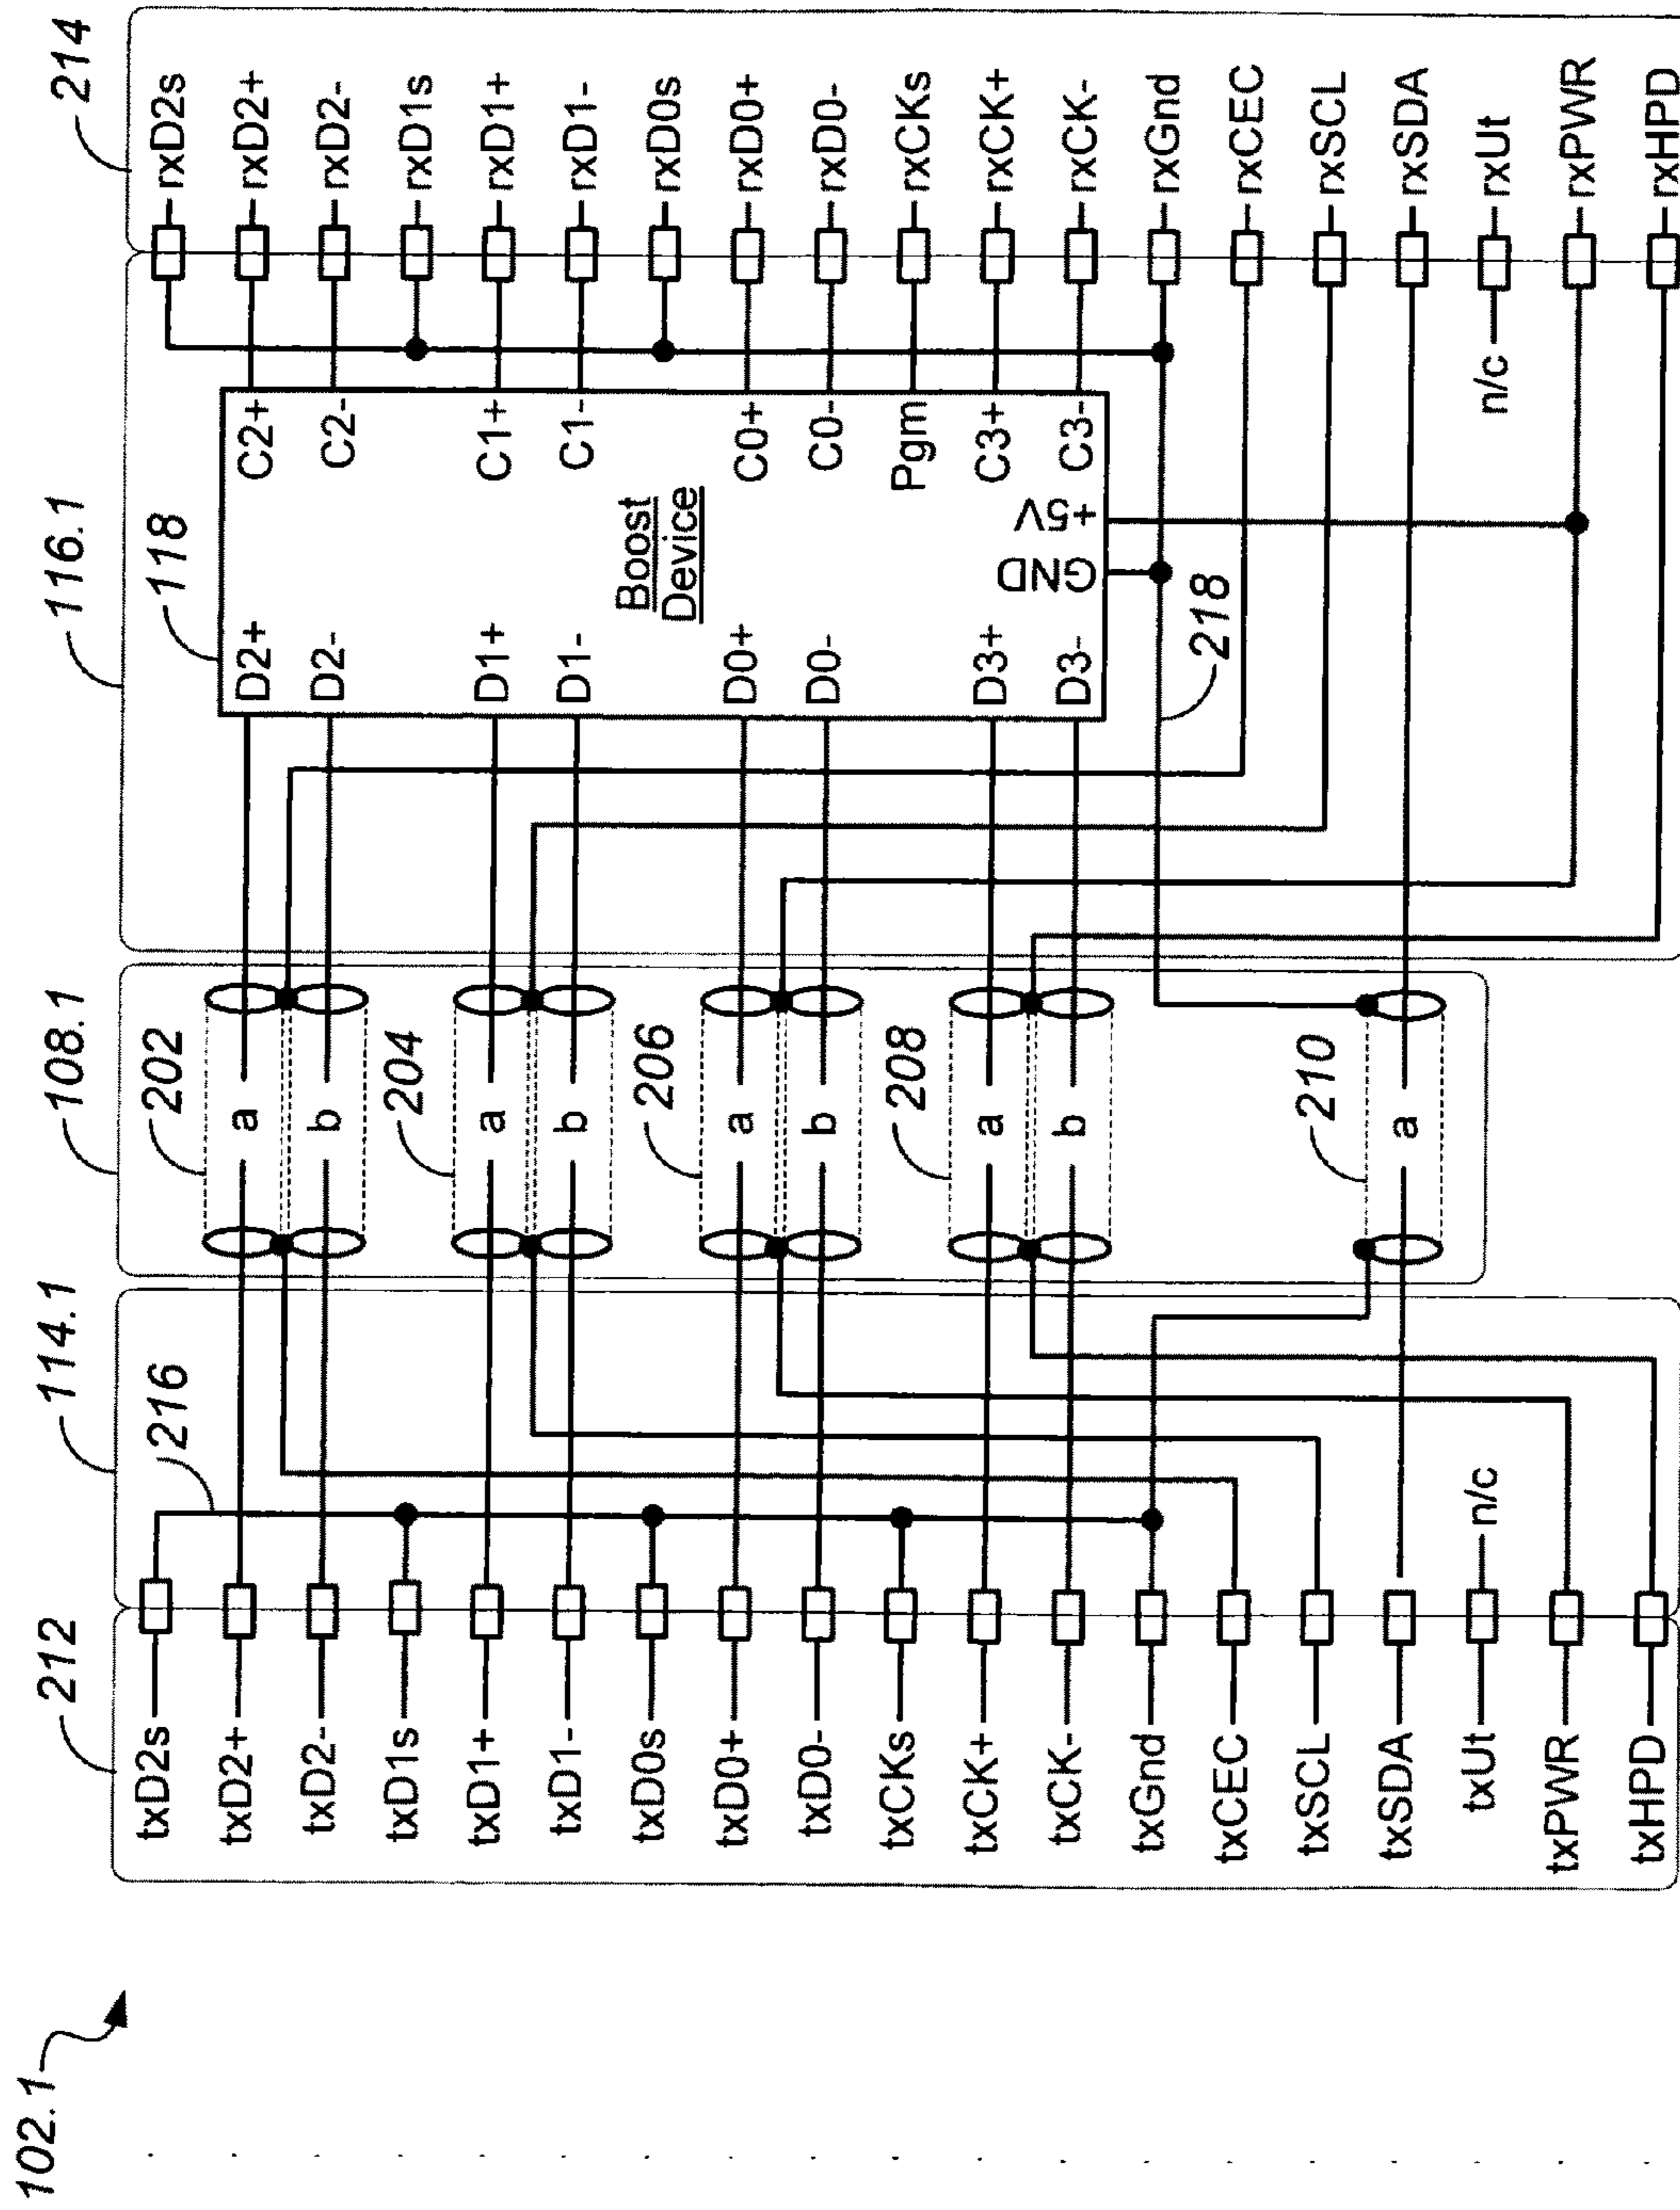 102.1
212
114.1
108.1
116.1
214
216
202
204
206
208
210
118
218
txD2s
txD2+
txD2-
txD1s
txD1+
txD1-
txD0s
txD0+
txD0-
txCKs
txCK+
txCK-
txGnd
txCEC
txSCL
txSDA
txUt
txPWR
txHPD
n/c
a
b
a
b
a
b
a
b
a
D2+
D2-
D1+
D1-
D0+
D0-
D3+
D3-
Boost
Device
GND
+5V
C2+
C2-
C1+
C1-
C0+
C0-
Pgm
C3+
C3-
n/c
rxD2s
rxD2+
rxD2-
rxD1s
rxD1+
rxD1-
rxD0s
rxD0+
rxD0-
rxCKs
rxCK+
rxCK-
rxGnd
rxCEC
rxSCL
rxSDA
rxUt
rxPWR
rxHPD